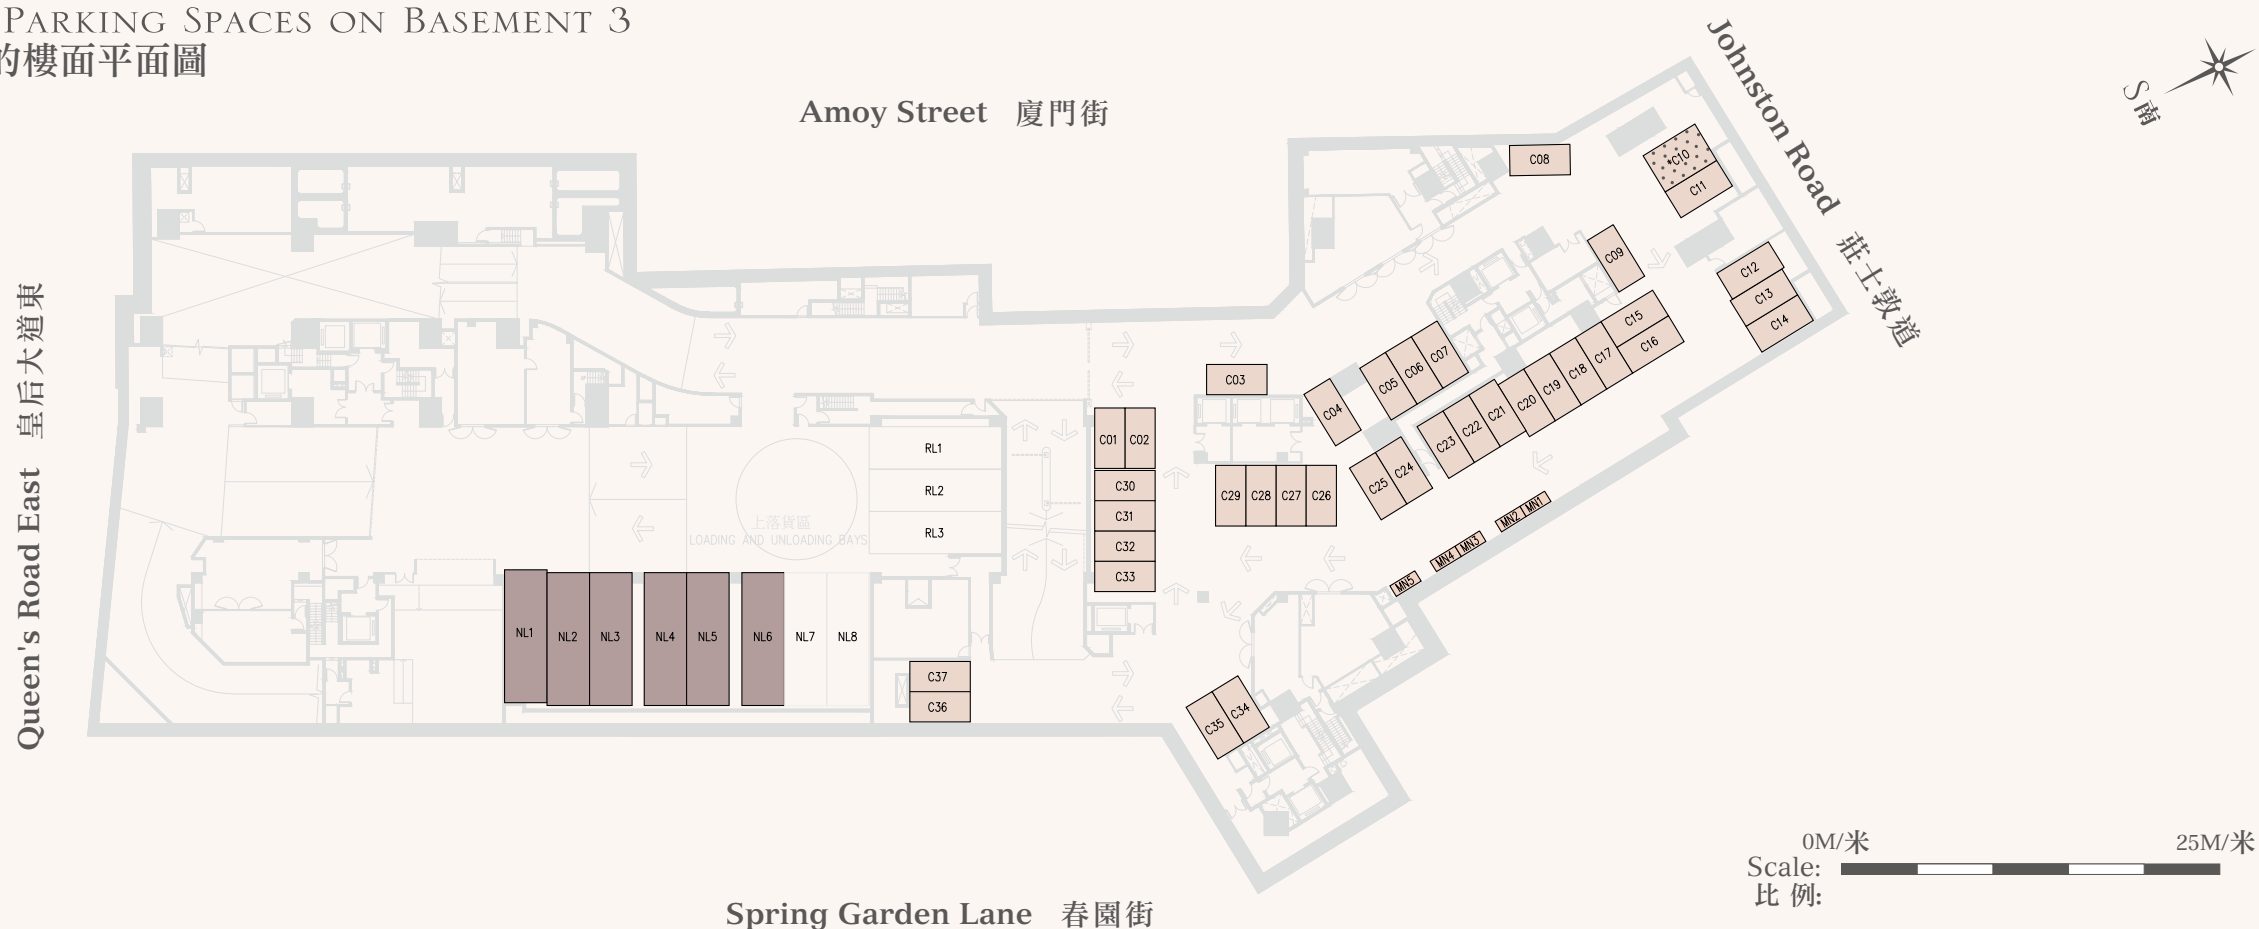 PARKING SPACES ON BASEMENT 3
的樓面平面圖
Amoy Street 廈門街
Johnston Road 莊士敦道
S南
Queen's Road East 皇后大道東
C08
*C10
C11
C09
C12
C13
C14
C15
C16
C07
C06
C05
C17
C18
C19
C20
C21
C22
C23
C03
C04
C01
C02
C24
C25
C30
C31
C32
C33
C29
C28
C27
C26
RL1
RL2
RL3
上落貨區
LOADING AND UNLOADING BAYS
MN1
MN2
MN3
MN4
MN5
NL1
NL2
NL3
NL4
NL5
NL6
NL7
NL8
C37
C36
C35
C34
0M/米
25M/米
Scale:
比 例:
Spring Garden Lane 春園街